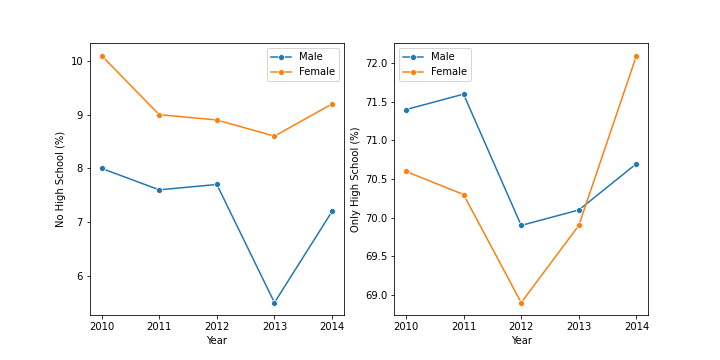 No High School (%)
10
9
8
7
6
Male
Female
2010 2011 2012 2013 2014
Year
Only High School (%)
72.0
71.5
71.0
70.5
70.0
69.5
69.0
Male
Female
2010 2011 2012 2013 2014
Year